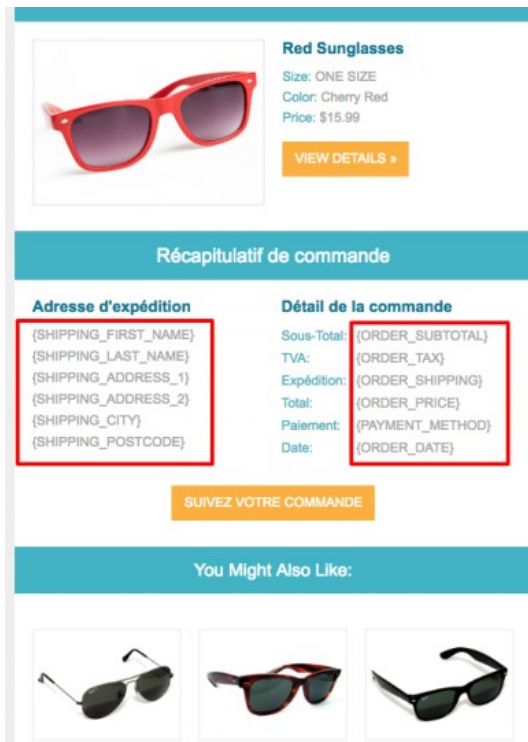 Red Sunglasses
Size: ONE SIZE
Color: Cherry Red
Price: $15.99
VIEW DETAILS »
Récapitulatif de commande
Adresse d'expédition
{SHIPPING_FIRST_NAME}
{SHIPPING_LAST_NAME}
{SHIPPING_ADDRESS_1}
{SHIPPING_ADDRESS_2}
{SHIPPING_CITY}
{SHIPPING_POSTCODE}
Détail de la commande
Sous-Total: {ORDER_SUBTOTAL}
TVA: {ORDER_TAX}
Expédition: {ORDER_SHIPPING}
Total: {ORDER_PRICE}
Paiement: {PAYMENT_METHOD}
Date: {ORDER_DATE}
SUIVEZ VOTRE COMMANDE
You Might Also Like: